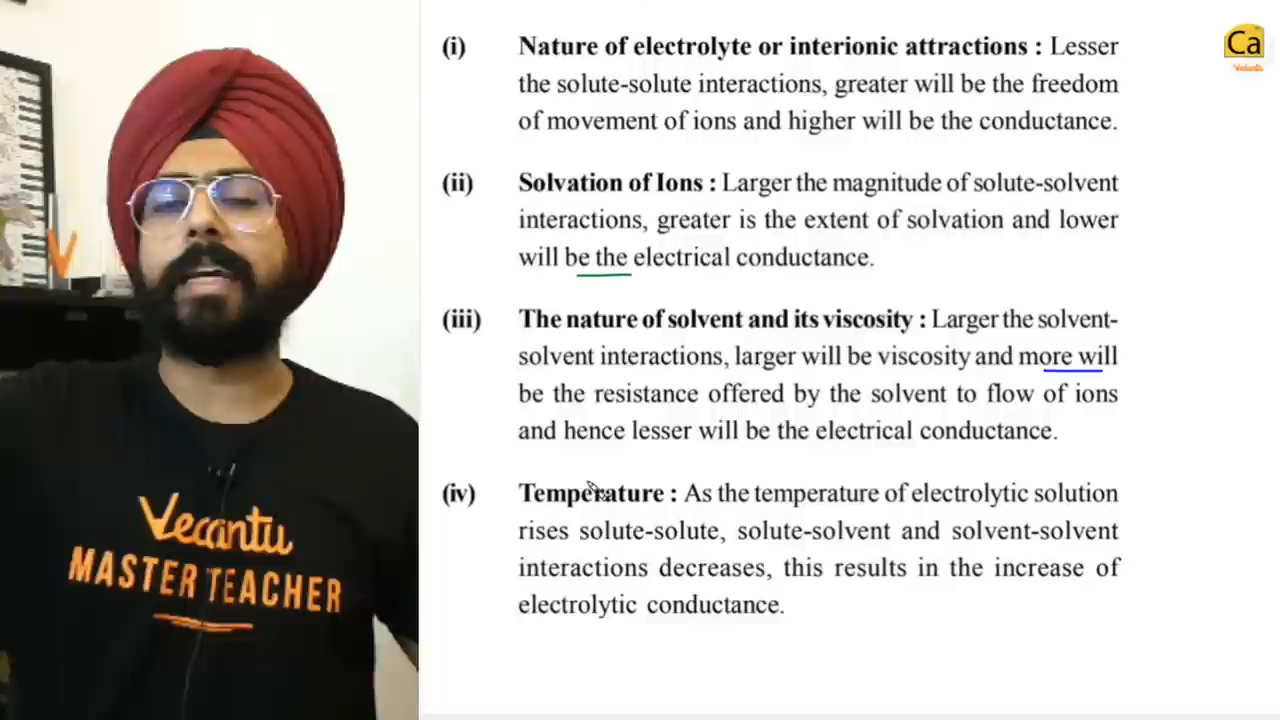 (i) Nature of electrolyte or interionic attractions : Lesser
the solute-solute interactions, greater will be the freedom
of movement of ions and higher will be the conductance.
(ii) Solvation of Ions : Larger the magnitude of solute-solvent
interactions, greater is the extent of solvation and lower
will be the electrical conductance.
(iii) The nature of solvent and its viscosity : Larger the solvent-
solvent interactions, larger will be viscosity and more will
be the resistance offered by the solvent to flow of ions
and hence lesser will be the electrical conductance.
(iv) Temperature : As the temperature of electrolytic solution
rises solute-solute, solute-solvent and solvent-solvent
interactions decreases, this results in the increase of
electrolytic conductance.
Ca
Vedantu
Vedantu
MASTER TEACHER